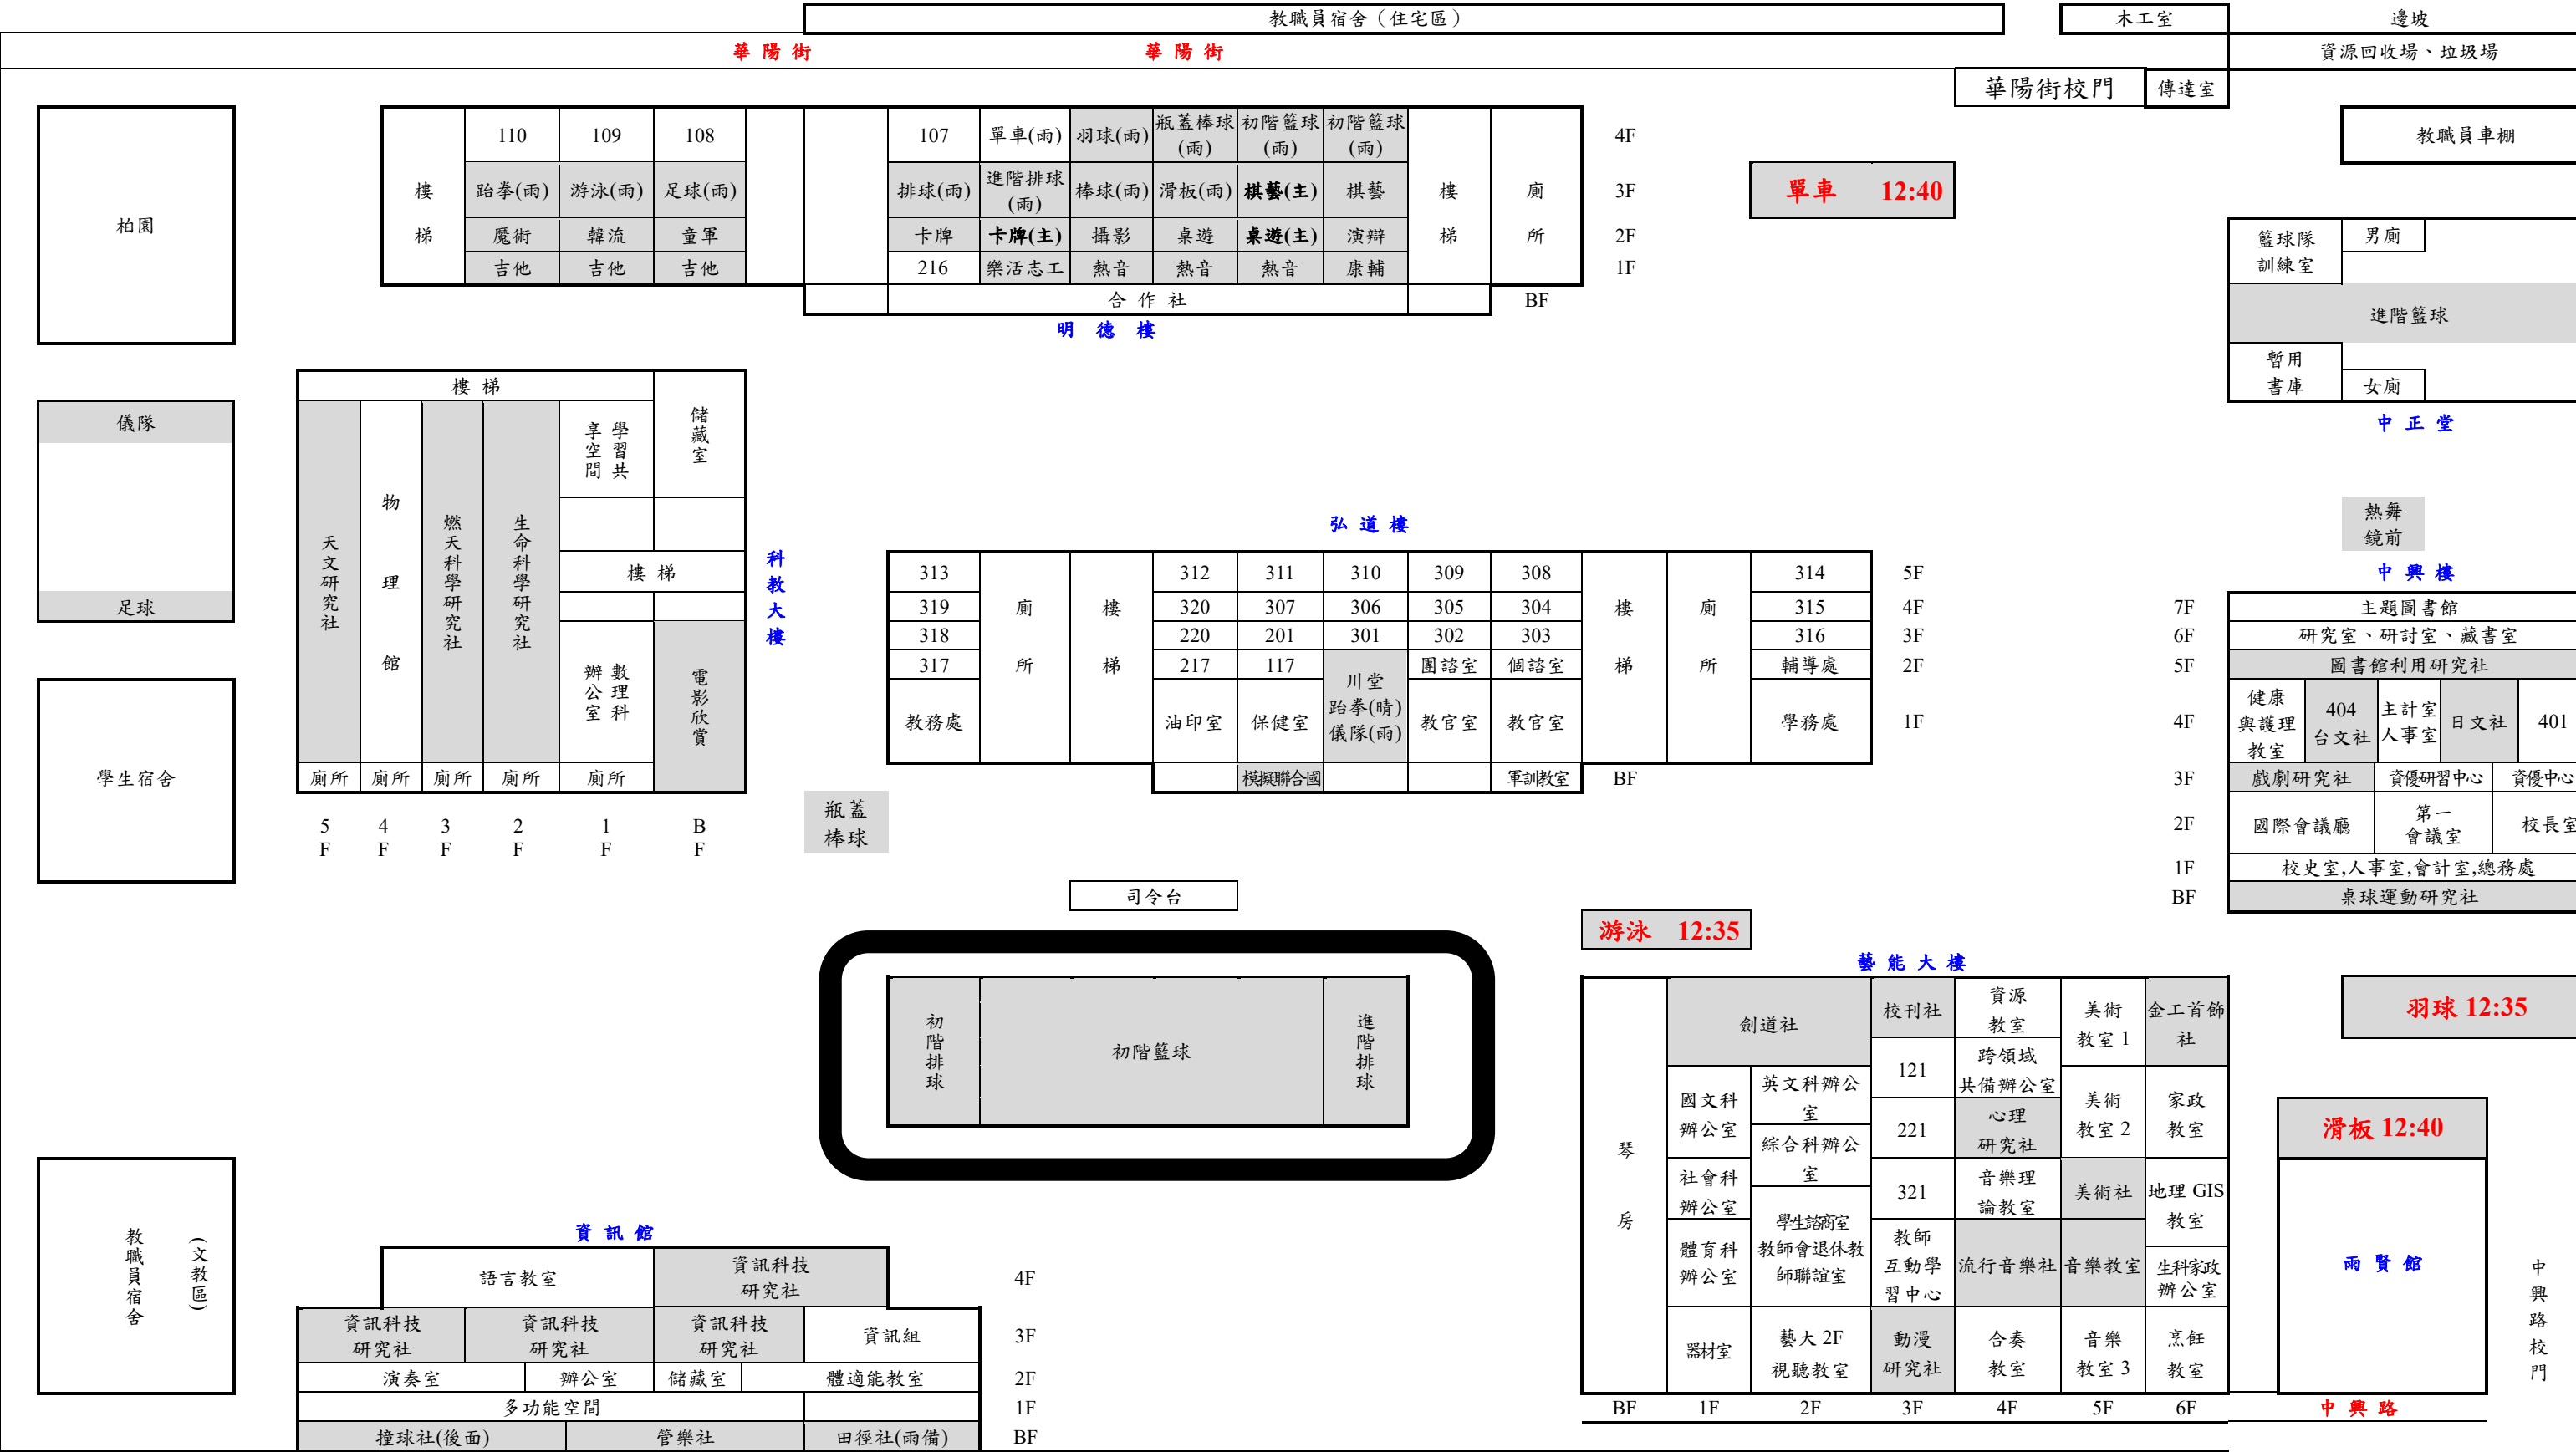 教職員宿舍（住宅區）
木工室
邊坡
華陽街
華陽街
資源回收場、垃圾場
華陽街校門
傳達室
教職員車棚
柏園
樓
梯
110
109
108
107
單車(雨)
羽球(雨)
瓶蓋棒球
(雨)
初階籃球
(雨)
初階籃球
(雨)
樓
梯
廁
所
4F
跆拳(雨)
游泳(雨)
足球(雨)
排球(雨)
進階排球
(雨)
棒球(雨)
滑板(雨)
棋藝(主)
棋藝
3F
魔術
韓流
童軍
卡牌
卡牌(主)
攝影
桌遊
桌遊(主)
演辯
2F
吉他
吉他
吉他
216
樂活志工
熱音
熱音
熱音
康輔
1F
合作社
BF
明德樓
單車 12:40
籃球隊
訓練室
男廁
進階籃球
暫用
書庫
女廁
中正堂
儀隊
足球
樓梯
儲藏室
天文研究社
物理館
燃天科學研究社
生命科學研究社
學習共
享空間
樓梯
數理科
辦公室
電影欣賞
廁所
廁所
廁所
廁所
廁所
5
F
4
F
3
F
2
F
1
F
B
F
科教大樓
弘道樓
313
廁
所
樓
梯
312
311
310
309
308
樓
梯
廁
所
314
5F
319
320
307
306
305
304
315
4F
318
220
201
301
302
303
316
3F
317
217
117
川堂
跆拳(晴)
儀隊(雨)
團諮室
個諮室
輔導處
2F
教務處
油印室
保健室
教官室
教官室
學務處
1F
模擬聯合國
軍訓教室
BF
熱舞
鏡前
中興樓
7F
主題圖書館
6F
研究室、研討室、藏書室
5F
圖書館利用研究社
4F
健康
與護理
教室
404
台文社
主計室
人事室
日文社
401
3F
戲劇研究社
資優研習中心
資優中心
2F
國際會議廳
第一
會議室
校長室
1F
校史室,人事室,會計室,總務處
BF
桌球運動研究社
學生宿舍
瓶蓋
棒球
司令台
初階排球
初階籃球
進階排球
游泳 12:35
藝能大樓
琴
房
劍道社
校刊社
資源
教室
美術
教室 1
金工首飾
社
國文科
辦公室
英文科辦公
室
121
跨領域
共備辦公室
美術
教室 2
家政
教室
綜合科辦公
室
221
心理
研究社
社會科
辦公室
321
音樂理
論教室
美術社
地理 GIS
教室
體育科
辦公室
學生諮商室
教師會退休教
師聯誼室
教師
互動學
習中心
流行音樂社
音樂教室
生科家政
辦公室
器材室
藝大 2F
視聽教室
動漫
研究社
合奏
教室
音樂
教室 3
烹飪
教室
BF
1F
2F
3F
4F
5F
6F
羽球 12:35
滑板 12:40
雨賢館
中興路校門
中興路
教職員宿舍
(文教區)
資訊館
語言教室
資訊科技
研究社
4F
資訊科技
研究社
資訊科技
研究社
資訊科技
研究社
資訊組
3F
演奏室
辦公室
儲藏室
體適能教室
2F
多功能空間
1F
撞球社(後面)
管樂社
田徑社(雨備)
BF